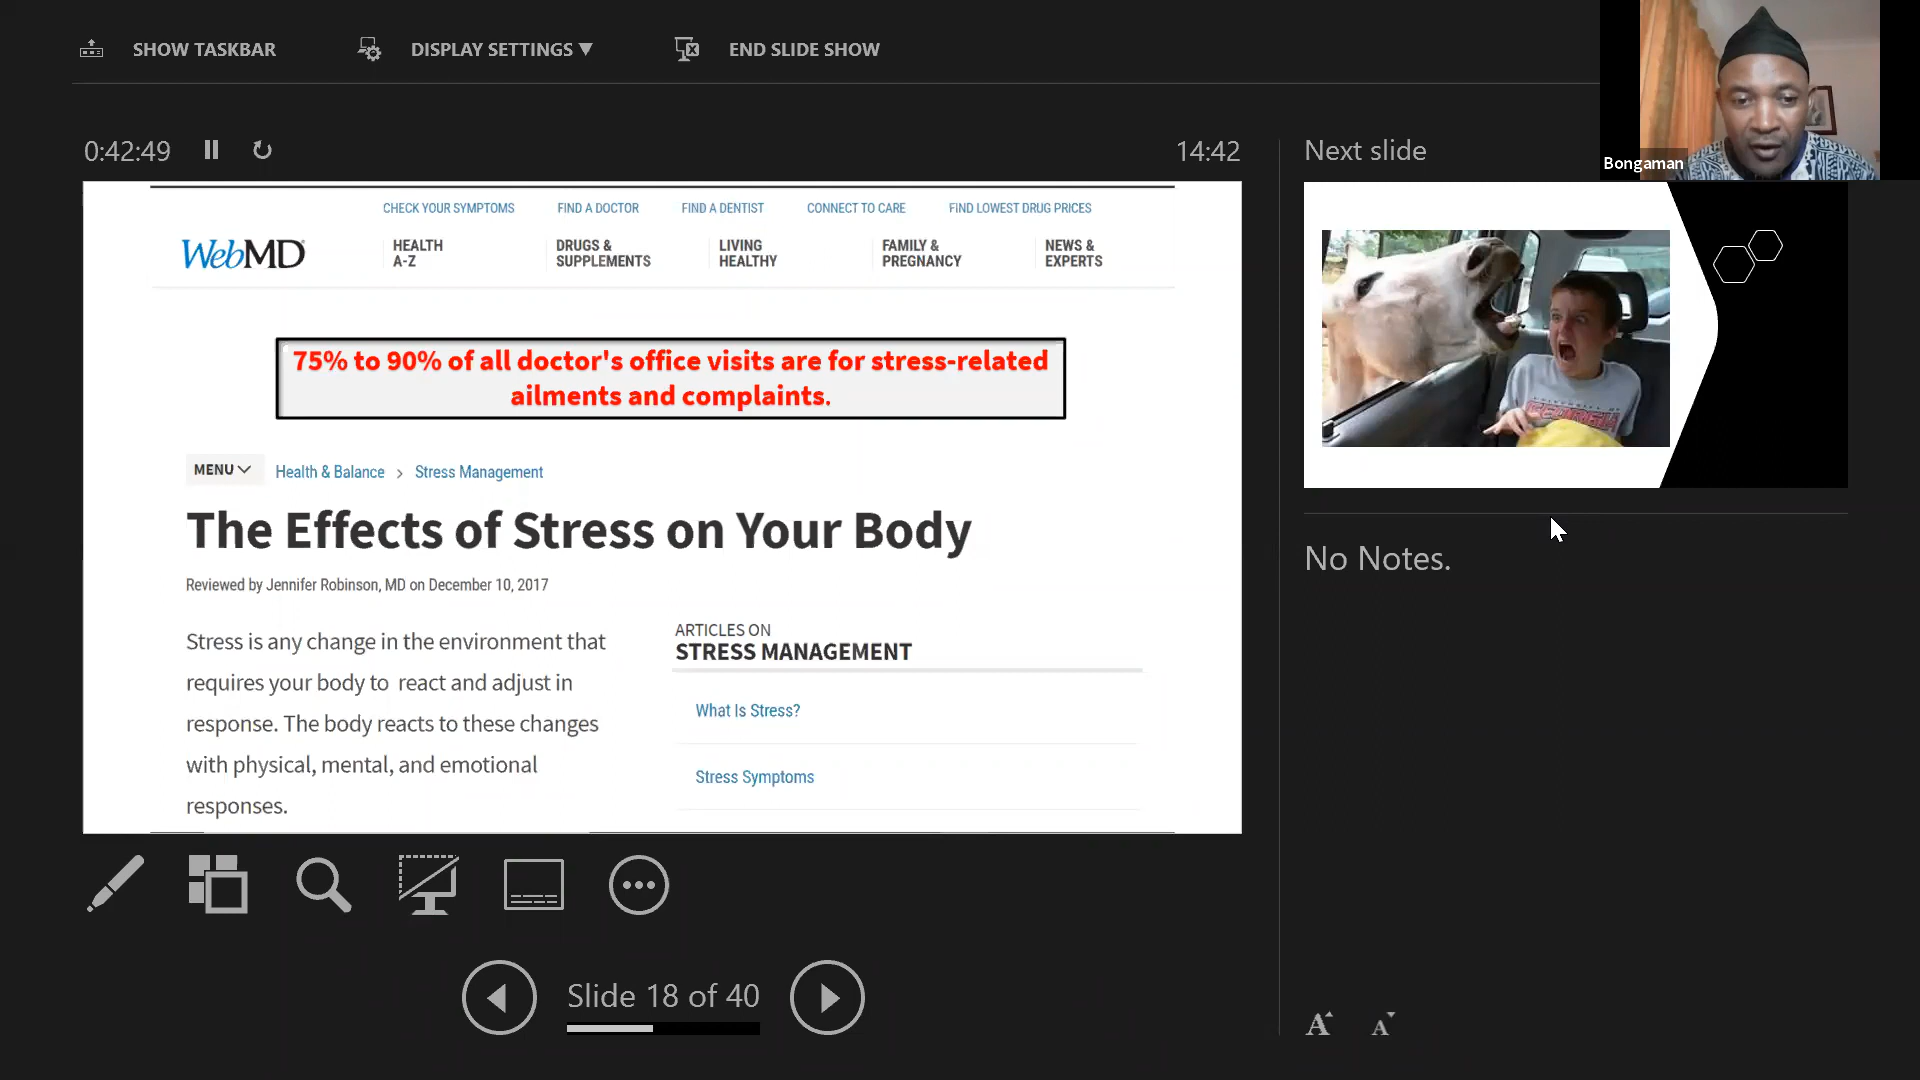 SHOW TASKBAR
DISPLAY SETTINGS ▼
END SLIDE SHOW
Bongaman
0:42:49
14:42
Next slide
CHECK YOUR SYMPTOMS
FIND A DOCTOR
FIND A DENTIST
CONNECT TO CARE
FIND LOWEST DRUG PRICES
WebMD
HEALTH
A-Z
DRUGS &
SUPPLEMENTS
LIVING
HEALTHY
FAMILY &
PREGNANCY
NEWS &
EXPERTS
75% to 90% of all doctor's office visits are for stress-related
ailments and complaints.
MENU
Health & Balance > Stress Management
The Effects of Stress on Your Body
Reviewed by Jennifer Robinson, MD on December 10, 2017
Stress is any change in the environment that
requires your body to react and adjust in
response. The body reacts to these changes
with physical, mental, and emotional
responses.
ARTICLES ON
STRESS MANAGEMENT
What Is Stress?
Stress Symptoms
GEORGIA
No Notes.
Slide 18 of 40
A A